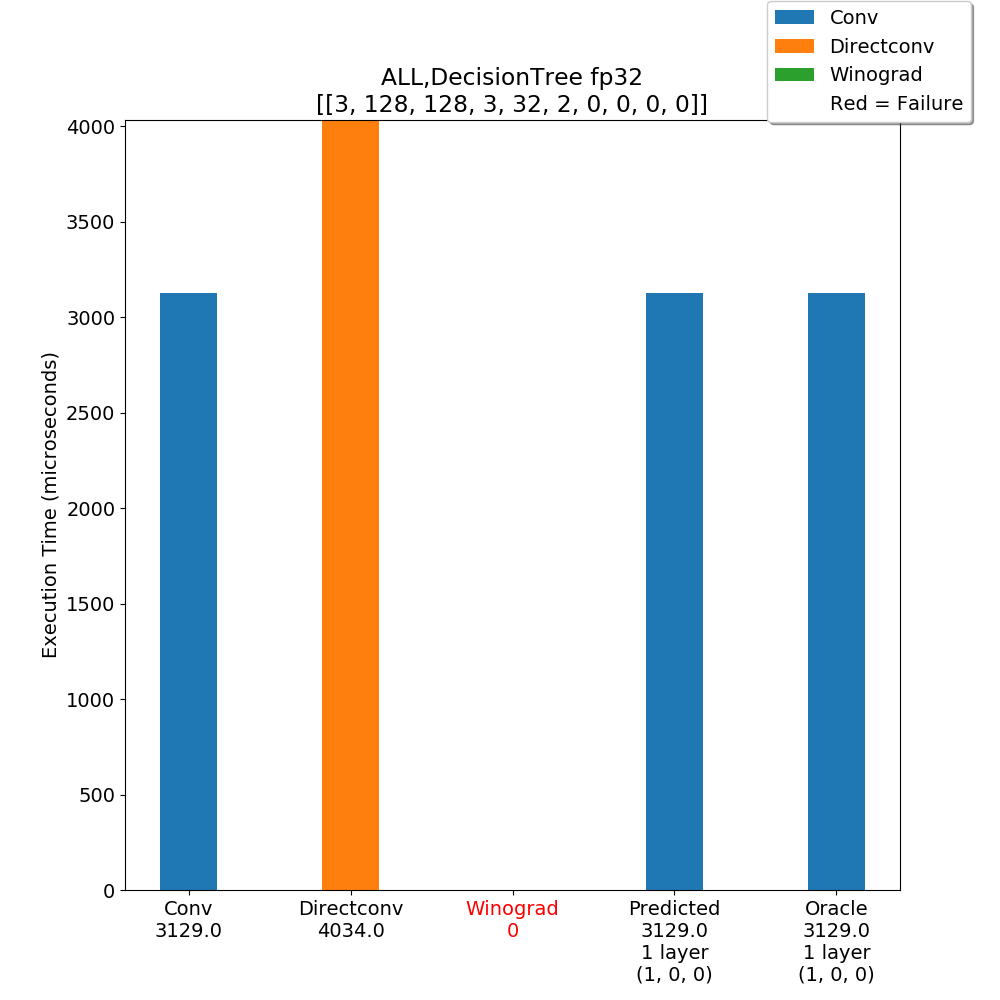 Conv
Directconv
Winograd
Red = Failure
ALL,DecisionTree fp32
[[3, 128, 128, 3, 32, 2, 0, 0, 0, 0]]
4000
3500
3000
2500
2000
1500
1000
500
0
Execution Time (microseconds)
Conv
3129.0
Directconv
4034.0
Winograd
0
Predicted
3129.0
1 layer
(1, 0, 0)
Oracle
3129.0
1 layer
(1, 0, 0)